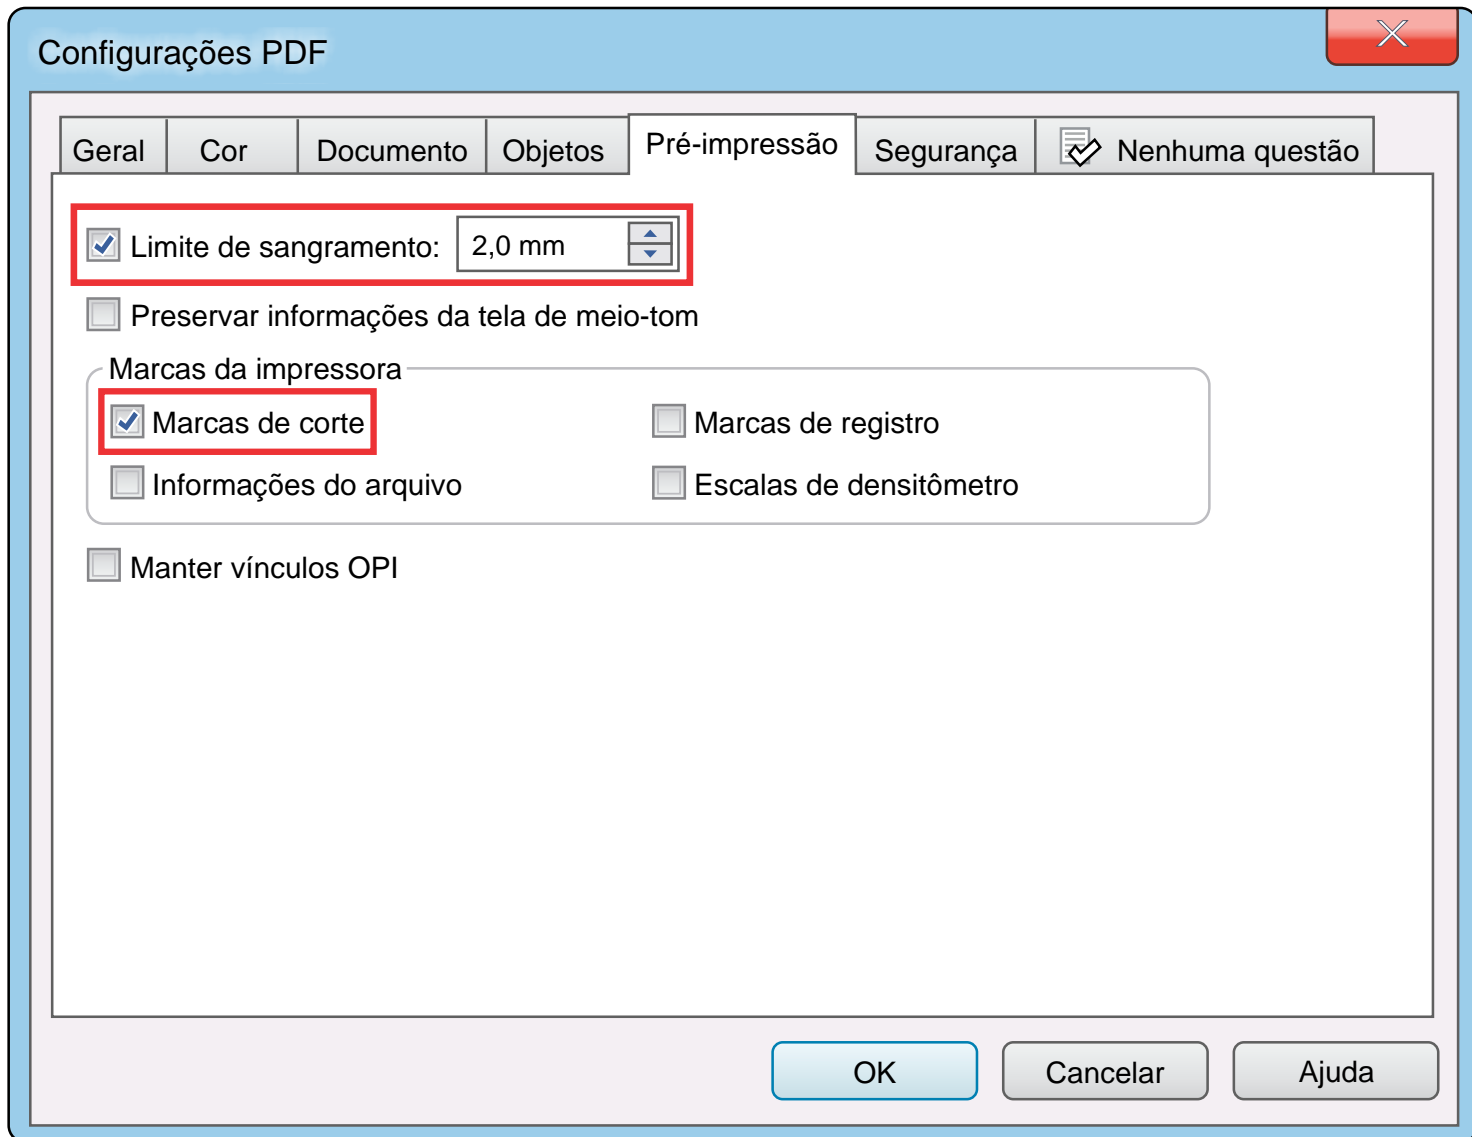 Configurações PDF
Geral Cor Documento Objetos Pré-impressão Segurança Nenhuma questão
Limite de sangramento: 2,0 mm
Preservar informações da tela de meio-tom
Marcas da impressora
Marcas de corte Marcas de registro
Informações do arquivo Escalas de densitômetro
Manter vínculos OPI
OK Cancelar Ajuda